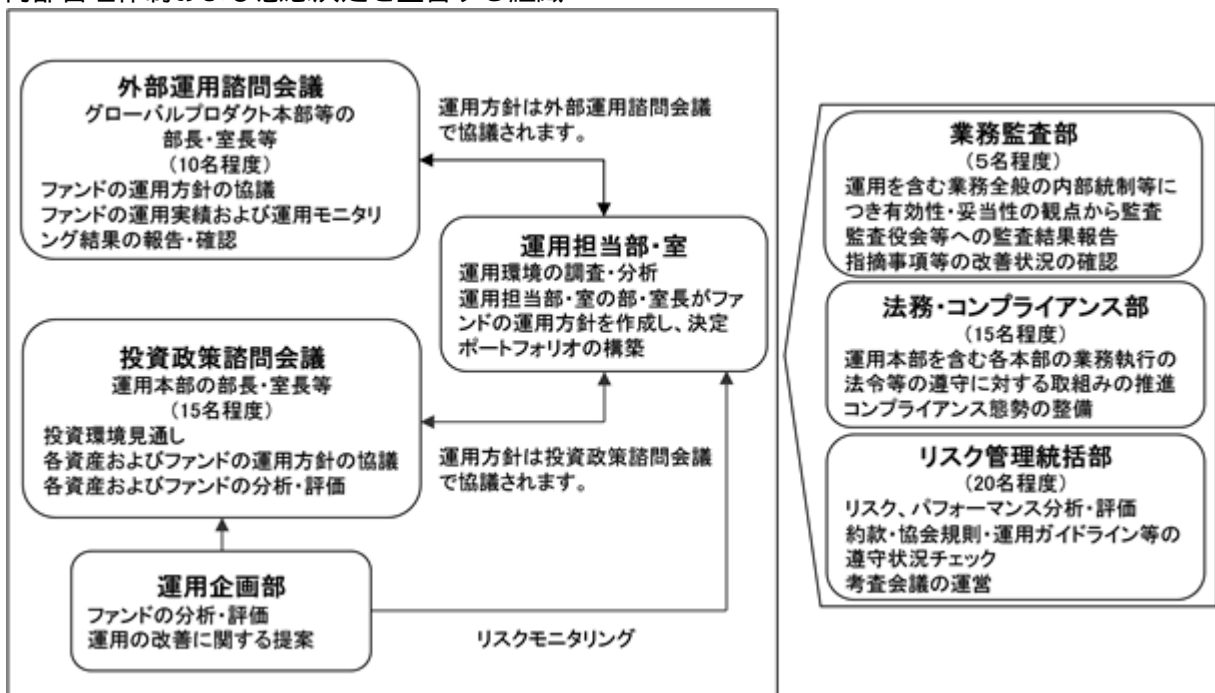 外部運用諮問会議
グローバルプロダクト本部等の
部長・室長等
(10名程度)
ファンドの運用方針の協議
ファンドの運用実績および運用モニタリ
ング結果の報告・確認
運用方針は外部運用諮問会議
で協議されます。
運用担当部・室
運用環境の調査・分析
運用担当部・室の部・室長がファ
ンドの運用方針を作成し、決定
ポートフォリオの構築
投資政策諮問会議
運用本部の部長・室長等
(15名程度)
投資環境見通し
各資産およびファンドの運用方針の協議
各資産およびファンドの分析・評価
運用方針は投資政策諮問会議
で協議されます。
運用企画部
ファンドの分析・評価
運用の改善に関する提案
リスクモニタリング
業務監査部
(5名程度)
運用を含む業務全般の内部統制等に
つき有効性・妥当性の観点から監査
監査役会等への監査結果報告
指摘事項等の改善状況の確認
法務・コンプライアンス部
(15名程度)
運用本部を含む各本部の業務執行の
法令等の遵守に対する取組みの推進
コンプライアンス態勢の整備
リスク管理統括部
(20名程度)
リスク、パフォーマンス分析・評価
約款・協会規則・運用ガイドライン等の
遵守状況チェック
考査会議の運営